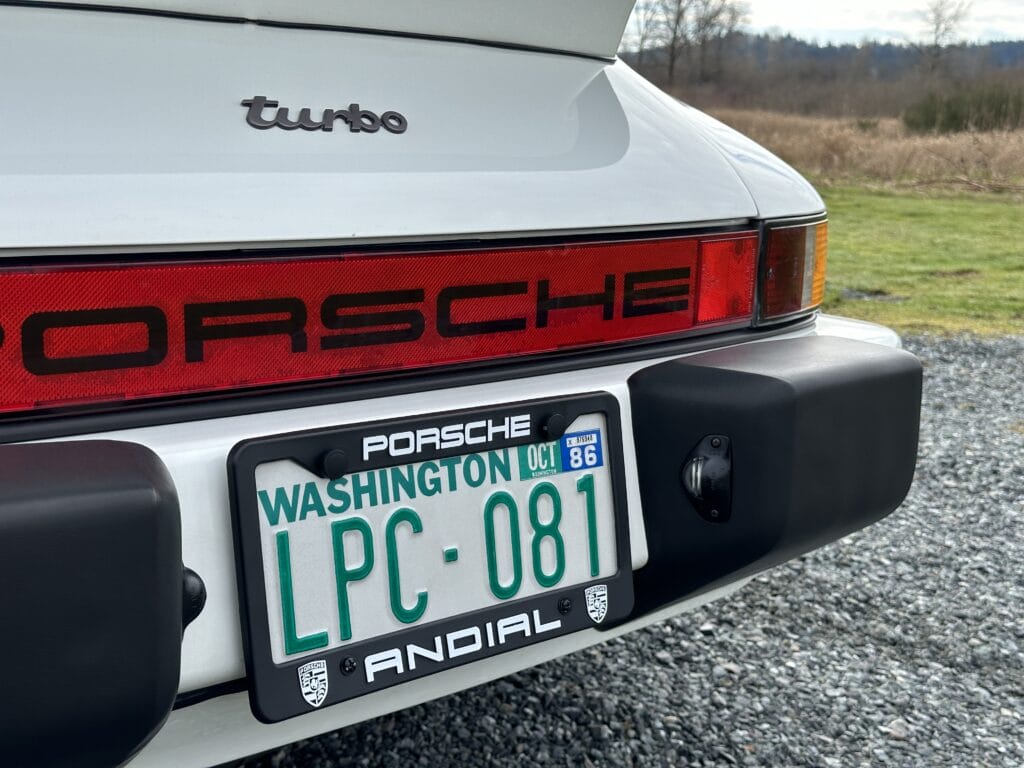 turbo
PORSCHE
PORSCHE
OCT 86
WASHINGTON
LPC·081
ANDIAL